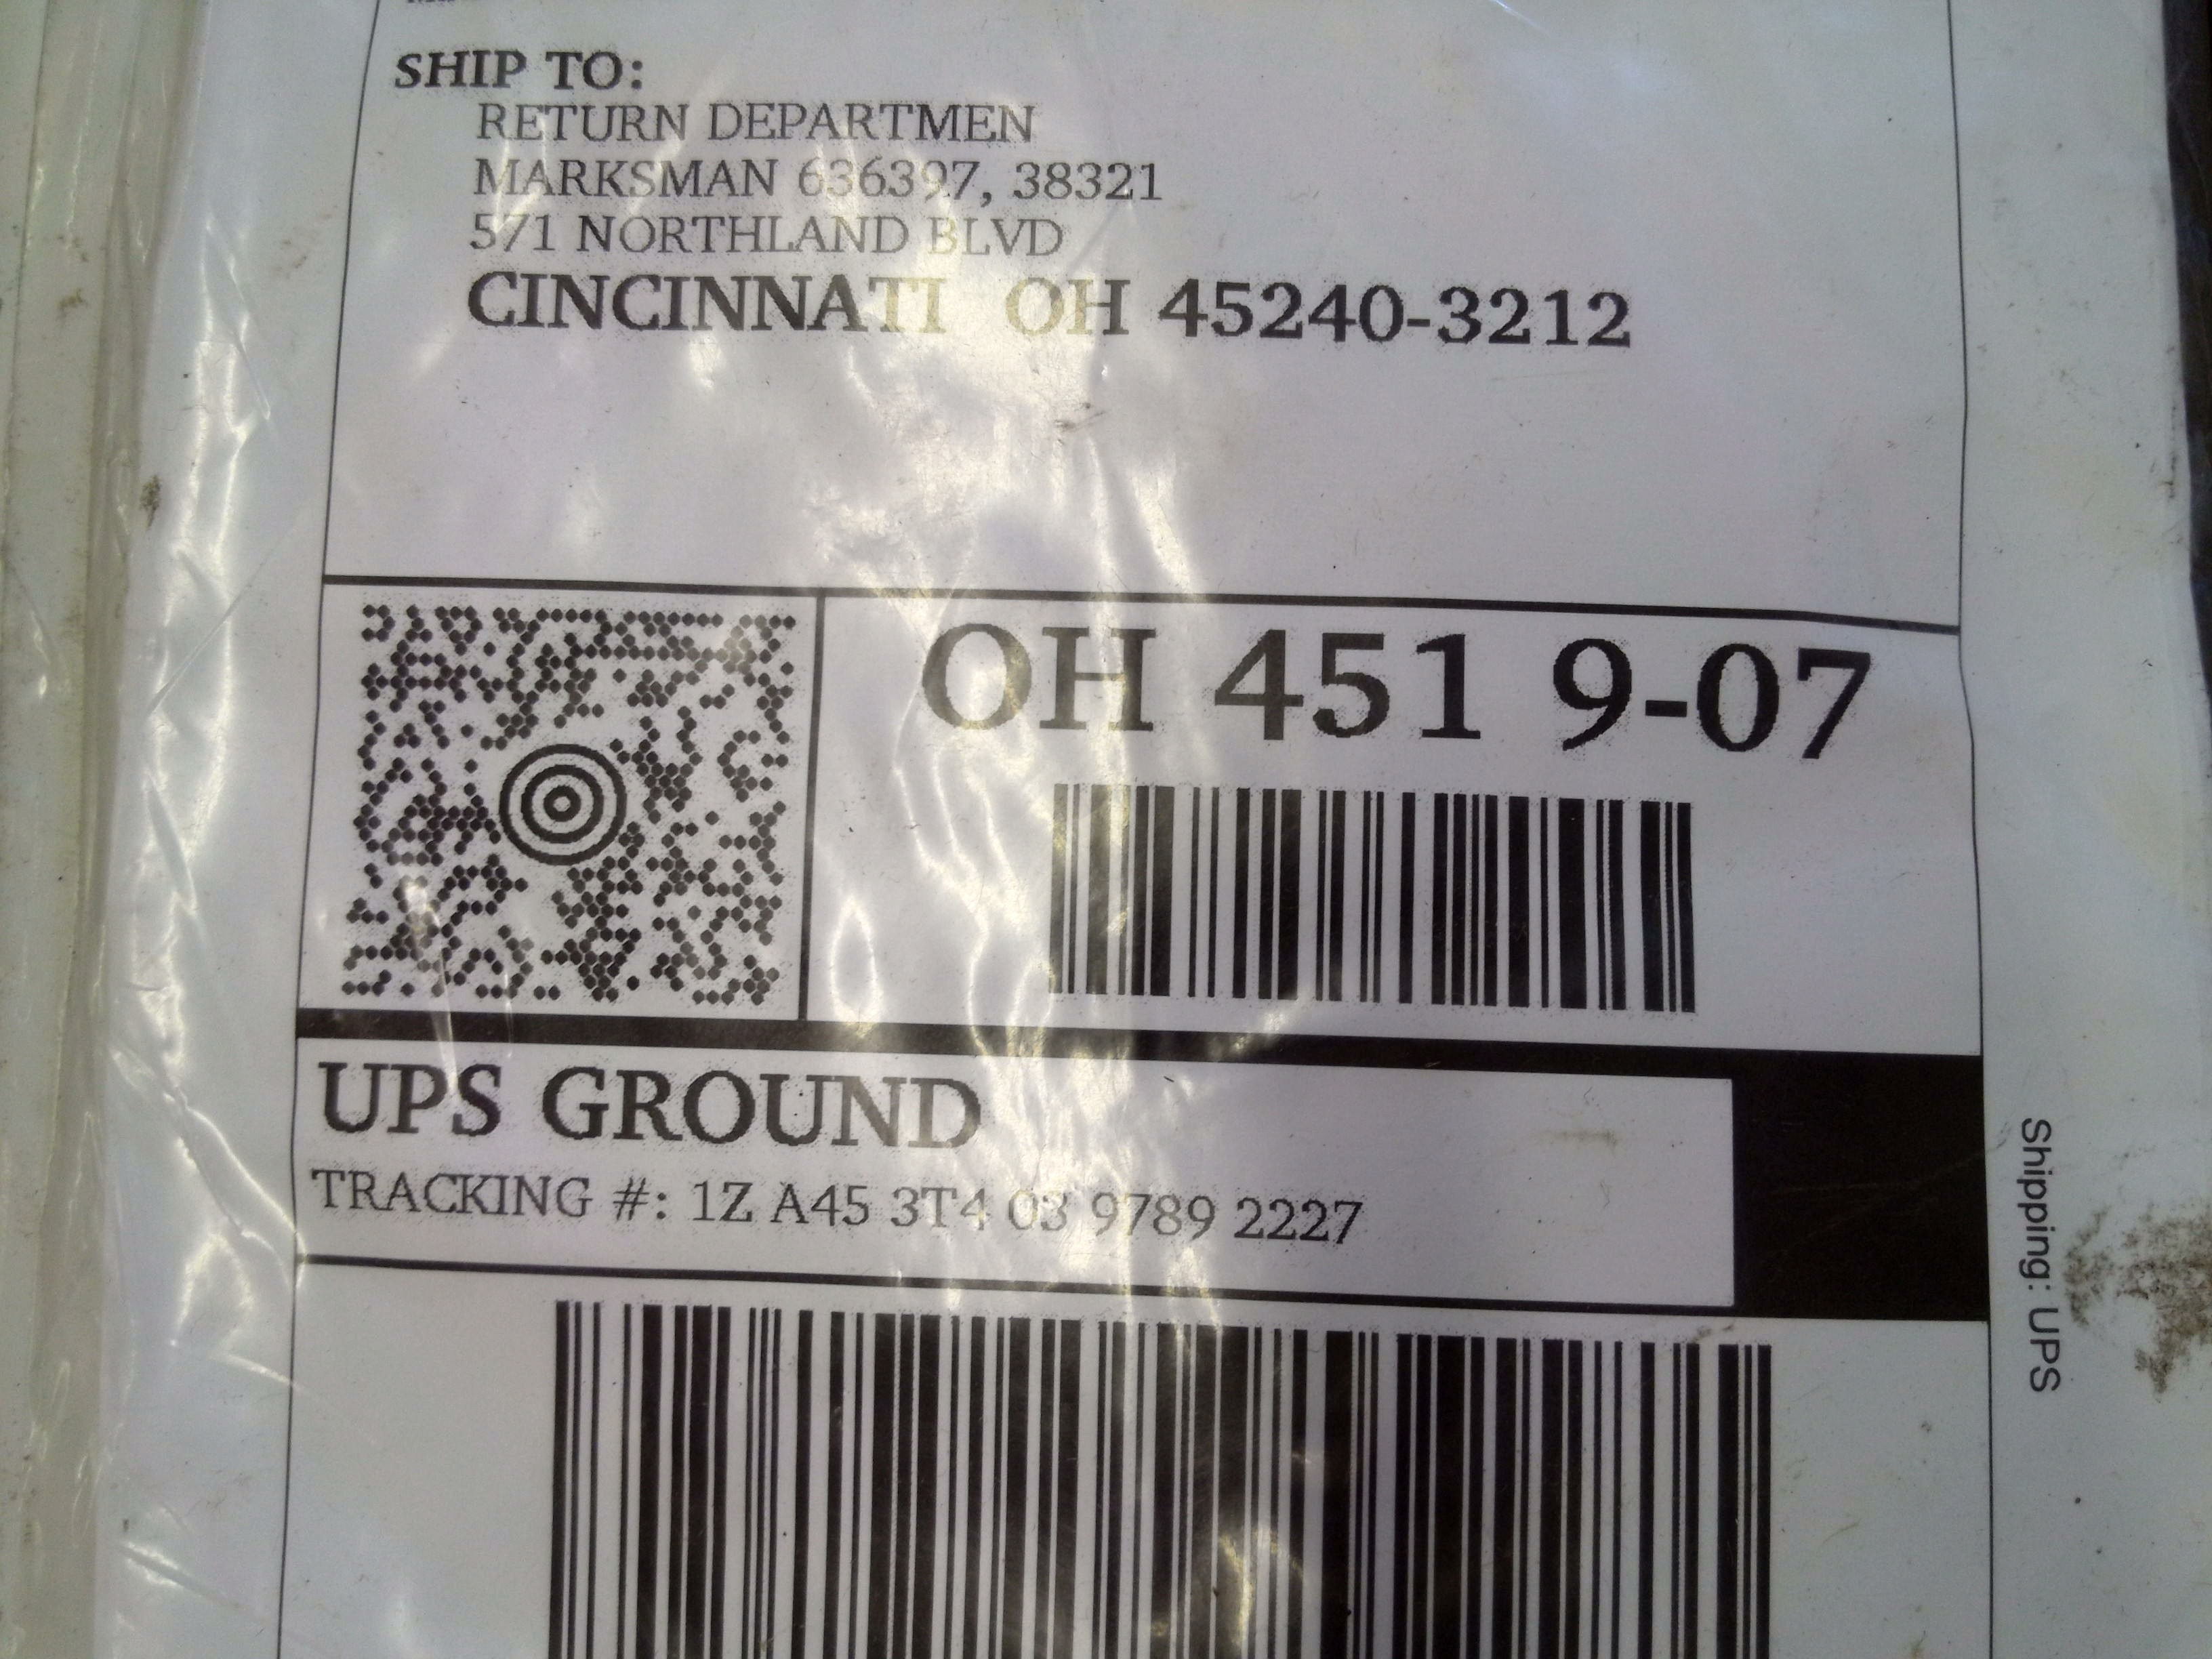 SHIP TO:
RETURN DEPARTMEN
MARKSMAN 636397, 38321
571 NORTHLAND BLVD
CINCINNATI OH 45240-3212
OH 451 9-07
UPS GROUND
TRACKING #: 1Z A45 3T4 03 9789 2227
Shipping: UPS